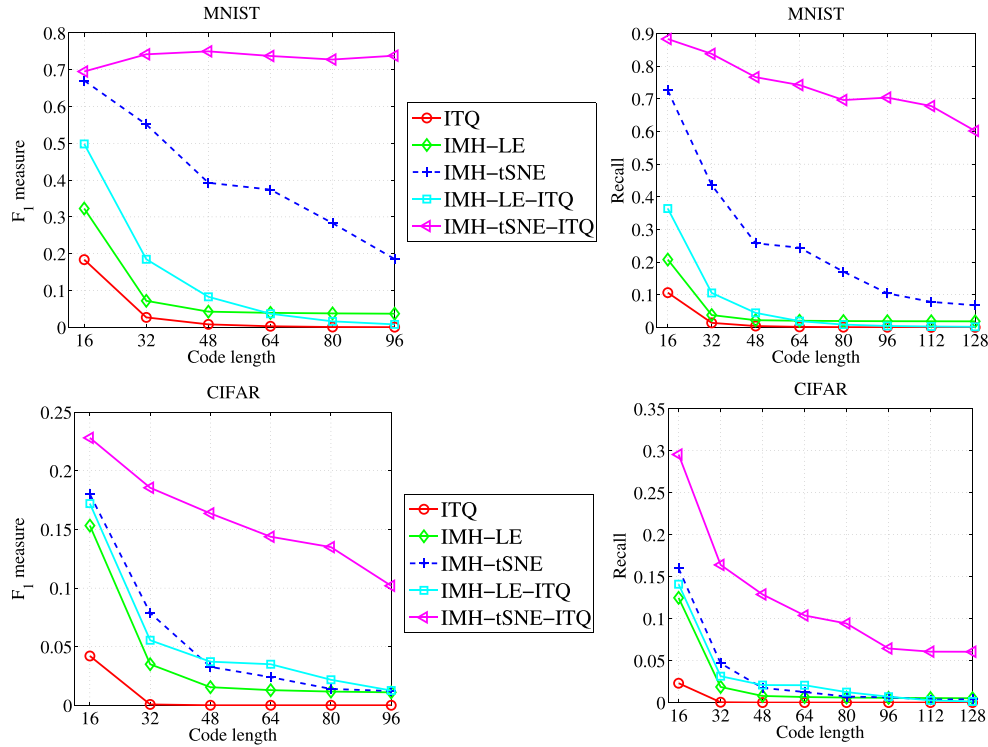 MNIST
0.8
0.7
0.6
0.5
0.4
0.3
0.2
0.1
0
F1 measure
16 32 48 64 80 96
Code length
ITQ
IMH−LE
IMH−tSNE
IMH−LE−ITQ
IMH−tSNE−ITQ
MNIST
0.9
0.8
0.7
0.6
0.5
0.4
0.3
0.2
0.1
0
Recall
16 32 48 64 80 96 112 128
Code length
CIFAR
0.25
0.2
0.15
0.1
0.05
0
F1 measure
16 32 48 64 80 96
Code length
ITQ
IMH−LE
IMH−tSNE
IMH−LE−ITQ
IMH−tSNE−ITQ
CIFAR
0.35
0.3
0.25
0.2
0.15
0.1
0.05
0
Recall
16 32 48 64 80 96 112 128
Code length